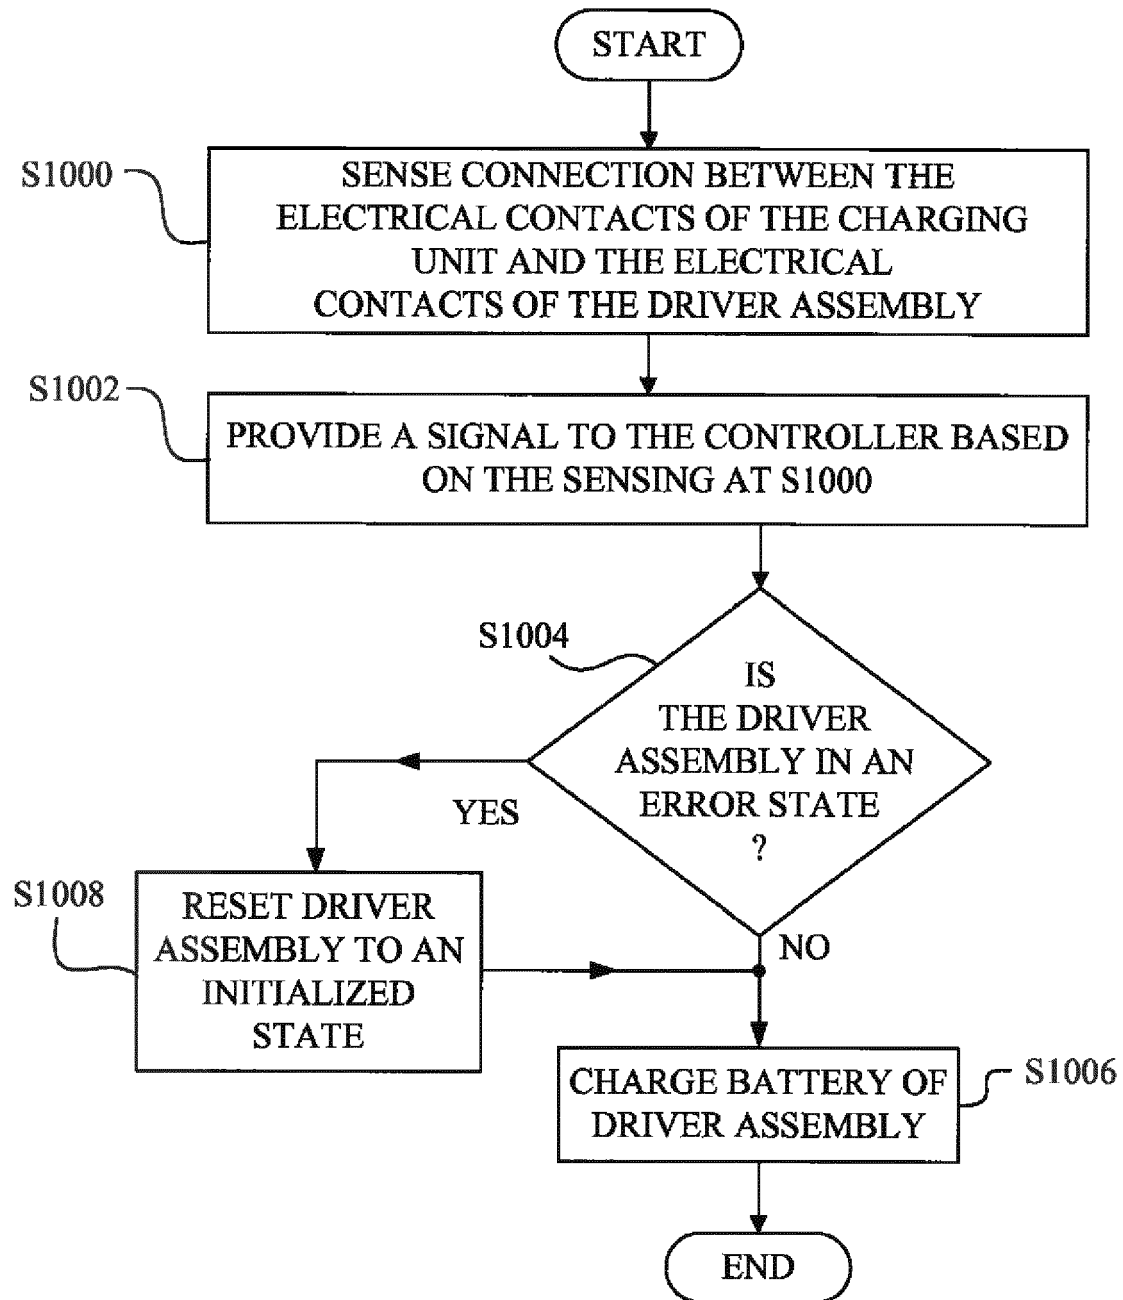 START
S1000
SENSE CONNECTION BETWEEN THE
ELECTRICAL CONTACTS OF THE CHARGING
UNIT AND THE ELECTRICAL
CONTACTS OF THE DRIVER ASSEMBLY
S1002
PROVIDE A SIGNAL TO THE CONTROLLER BASED
ON THE SENSING AT S1000
S1004
IS
THE DRIVER
ASSEMBLY IN AN
ERROR STATE
?
YES
NO
S1008
RESET DRIVER
ASSEMBLY TO AN
INITIALIZED
STATE
CHARGE BATTERY OF
DRIVER ASSEMBLY
S1006
END